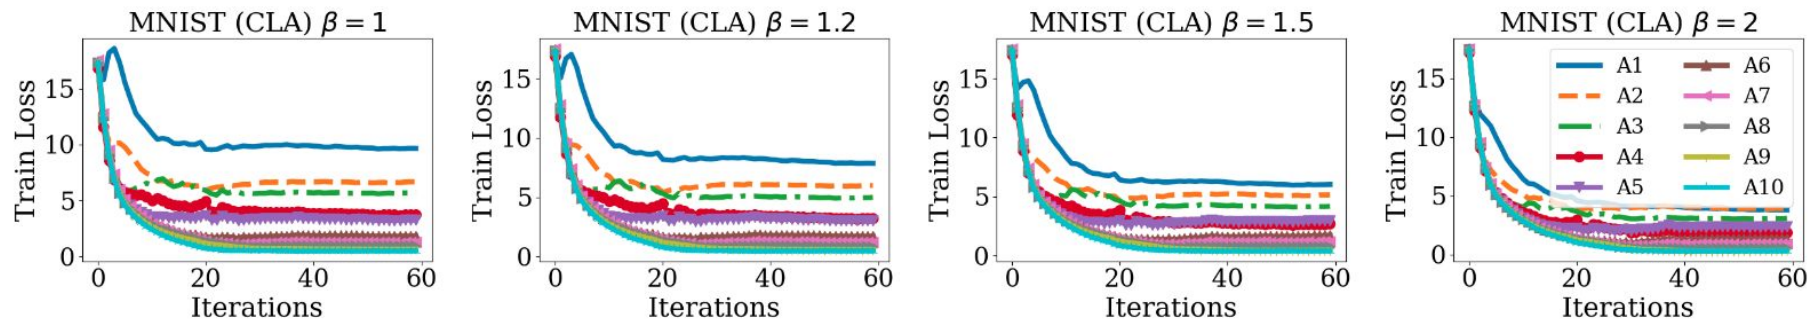 MNIST (CLA) β = 1
Train Loss
15
10
5
0
0 20 40 60
Iterations
MNIST (CLA) β = 1.2
Train Loss
15
10
5
0
0 20 40 60
Iterations
MNIST (CLA) β = 1.5
Train Loss
15
10
5
0
0 20 40 60
Iterations
MNIST (CLA) β = 2
Train Loss
15
10
5
0
0 20 40 60
Iterations
A1 A6
A2 A7
A3 A8
A4 A9
A5 A10